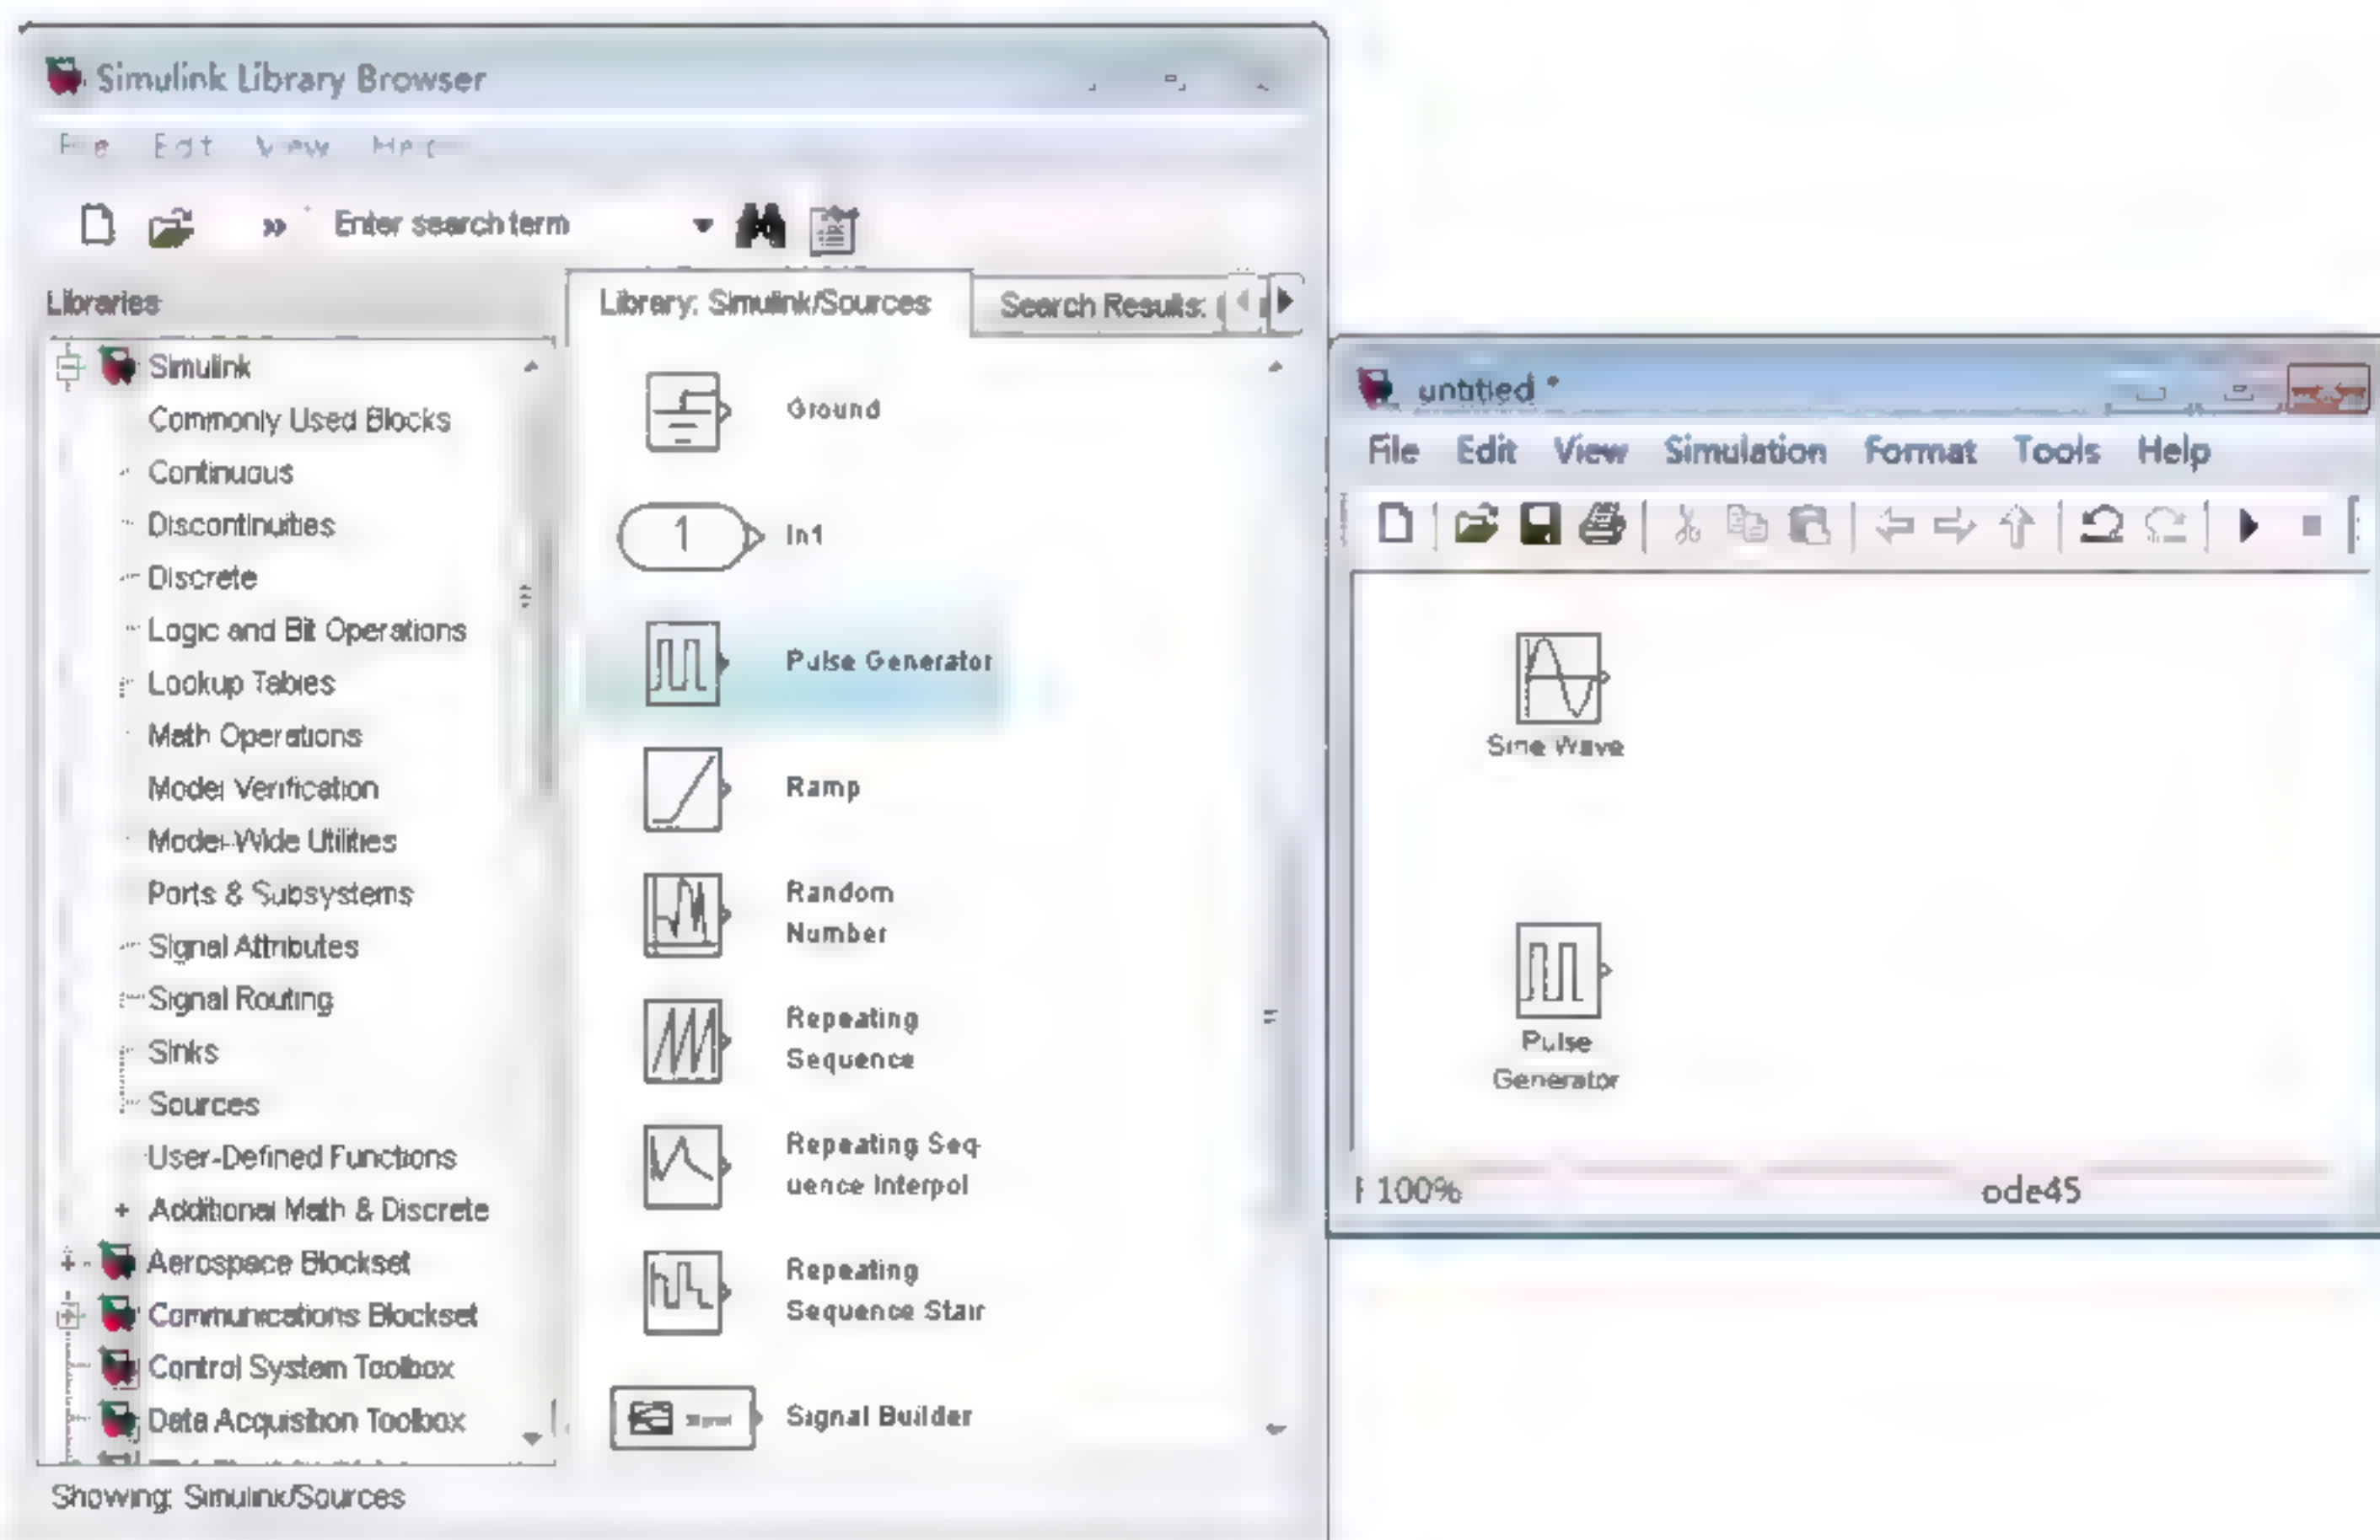 Simulink Library Browser
File Edit View Help
» Enter search term
Libraries
Library: Simulink/Sources Search Results:
Simulink
Commonly Used Blocks
Continuous
Discontinuities
Discrete
Logic and Bit Operations
Lookup Tables
Math Operations
Model Verification
Model-Wide Utilities
Ports & Subsystems
Signal Attributes
Signal Routing
Sinks
Sources
User-Defined Functions
Additional Math & Discrete
Aerospace Blockset
Communications Blockset
Control System Toolbox
Data Acquisition Toolbox
Showing: Simulink/Sources
Ground
1 In1
Pulse Generator
Ramp
Random
Number
Repeating
Sequence
Repeating Seq
uence Interpol
Repeating
Sequence Stair
Signal Builder
untitled *
File Edit View Simulation Format Tools Help
Sine Wave
Pulse
Generator
100% ode45